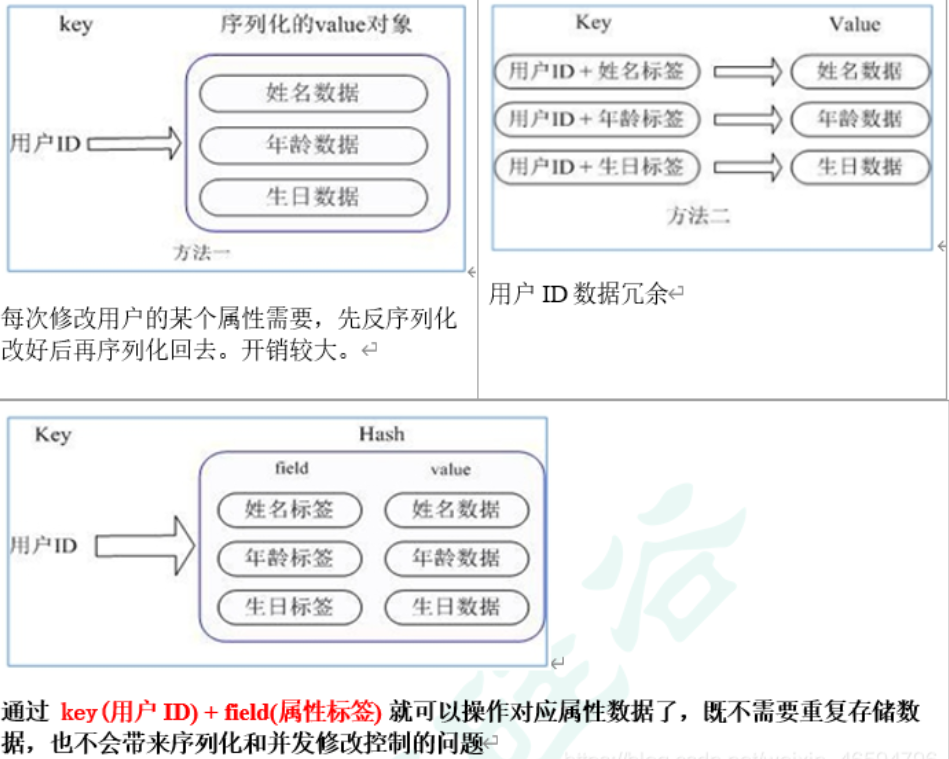 key 序列化的value对象
姓名数据
用户ID
年龄数据
生日数据
方法一
每次修改用户的某个属性需要，先反序列化
改好后再序列化回去。开销较大。
Key Value
用户ID + 姓名标签 姓名数据
用户ID + 年龄标签 年龄数据
用户ID + 生日标签 生日数据
方法二
用户 ID 数据冗余
Key Hash
field value
姓名标签 姓名数据
用户ID
年龄标签 年龄数据
生日标签 生日数据
通过 key(用户 ID) + field(属性标签) 就可以操作对应属性数据了，既不需要重复存储数
据，也不会带来序列化和并发修改控制的问题